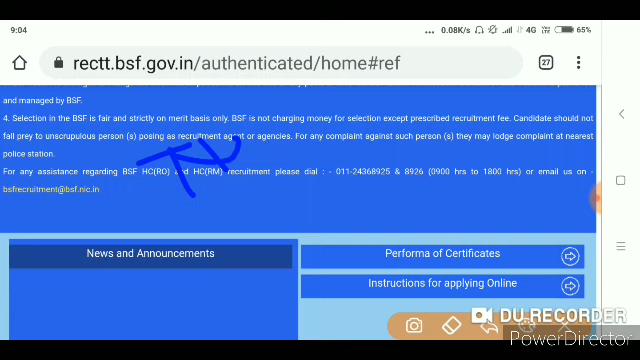 9:04
0.08K/s 4G 65%
rectt.bsf.gov.in/authenticated/home#ref
27
and managed by BSF.
4. Selection in the BSF is fair and strictly on merit basis only. BSF is not charging money for selection except prescribed recruitment fee. Candidate should not
fall prey to unscrupulous person (s) posing as recruitment agent or agencies. For any complaint against such person (s) they may lodge complaint at nearest
police station.
For any assistance regarding BSF HC(RO) and HC(RM) recruitment please dial : - 011-24368925 & 8926 (0900 hrs to 1800 hrs) or email us on -
bsfrecruitment@bsf.nic.in
News and Announcements
Performa of Certificates
Instructions for applying Online
DU RECORDER
PowerDirector